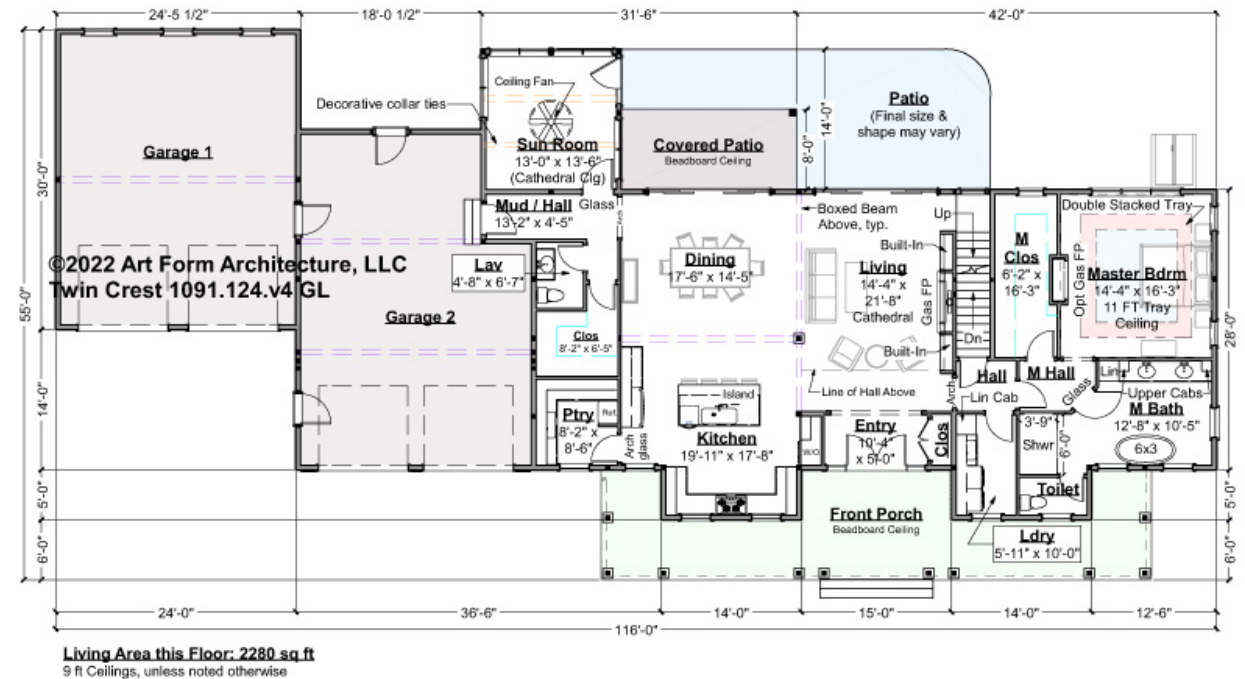 24'-5 1/2"
18'-0 1/2"
31'-6"
42'-0"
Ceiling Fan
Decorative collar ties
Patio
(Final size &
shape may vary)
14'-0"
8'-0"
Garage 1
Sun Room
13'-0" x 13'-6"
(Cathedral Clg)
Covered Patio
Beadboard Ceiling
30'-0"
55'-0"
Mud / Hall
13'-2" x 4'-5"
Glass
Arch
Boxed Beam
Above, typ.
Up
Double Stacked Tray
Built-In
M
Clos
6'-2" x
16'-3"
Opt Gas FP
©2022 Art Form Architecture, LLC
Twin Crest 1091.124.v4 GL
Lav
4'-8" x 6'-7"
Dining
17'-6" x 14'-5"
Living
14'-4" x
21'-8"
Cathedral
Gas FP
Master Bdrm
14'-4" x 16'-3"
11 FT Tray
Ceiling
28'-0"
Garage 2
Clos
8'-2" x 6'-5"
Built-In
Dn
14'-0"
Line of Hall Above
Hall
Arch
Lin Cab
M Hall
Glass
Lin
Upper Cabs
M Bath
12'-8" x 10'-5"
6x3
Ptry
8'-2" x
8'-6"
Ref.
Arch
glass
Island
Kitchen
19'-11" x 17'-8"
W/O
Entry
10'-4"
x 5'-0"
Clos
3'-9"
Shwr
6'-0"
Toilet
5'-0"
5'-0"
Front Porch
Beadboard Ceiling
Ldry
5'-11" x 10'-0"
6'-0"
6'-0"
24'-0"
36'-6"
14'-0"
15'-0"
14'-0"
12'-6"
116'-0"
Living Area this Floor: 2280 sq ft
9 ft Ceilings, unless noted otherwise